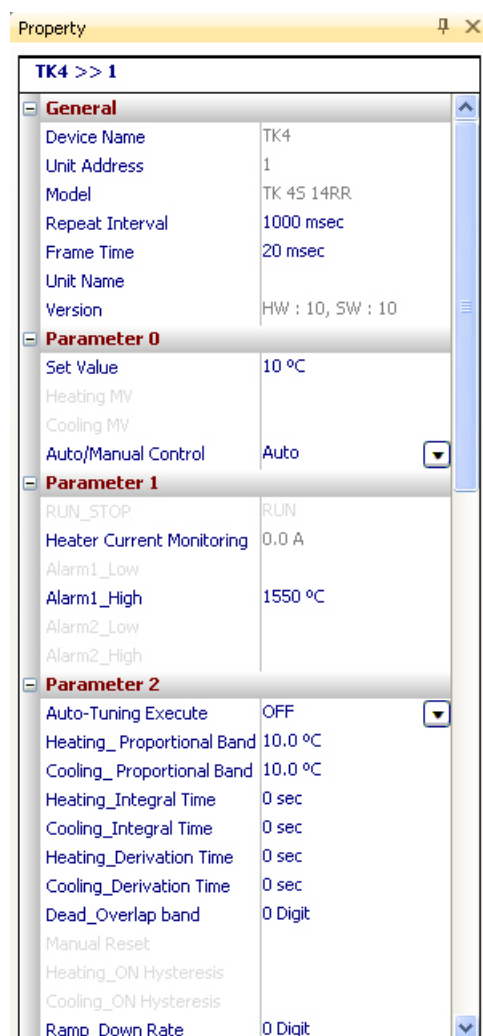 Property
TK4 >> 1
General
Device Name TK4
Unit Address 1
Model TK 4S 14RR
Repeat Interval 1000 msec
Frame Time 20 msec
Unit Name
Version HW : 10, SW : 10
Parameter 0
Set Value 10 ºC
Heating MV
Cooling MV
Auto/Manual Control Auto
Parameter 1
RUN_STOP RUN
Heater Current Monitoring 0.0 A
Alarm1_Low
Alarm1_High 1550 ºC
Alarm2_Low
Alarm2_High
Parameter 2
Auto-Tuning Execute OFF
Heating_ Proportional Band 10.0 ºC
Cooling_ Proportional Band 10.0 ºC
Heating_Integral Time 0 sec
Cooling_Integral Time 0 sec
Heating_Derivation Time 0 sec
Cooling_Derivation Time 0 sec
Dead_Overlap band 0 Digit
Manual Reset
Heating_ON Hysteresis
Cooling_ON Hysteresis
Ramp_Down Rate 0 Digit